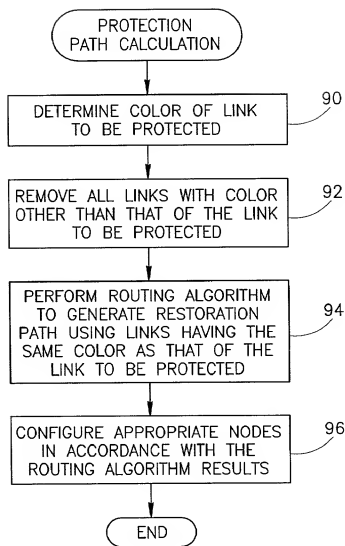 PROTECTION
PATH CALCULATION
DETERMINE COLOR OF LINK
TO BE PROTECTED
90
REMOVE ALL LINKS WITH COLOR
OTHER THAN THAT OF THE LINK
TO BE PROTECTED
92
PERFORM ROUTING ALGORITHM
TO GENERATE RESTORATION
PATH USING LINKS HAVING THE
SAME COLOR AS THAT OF THE
LINK TO BE PROTECTED
94
CONFIGURE APPROPRIATE NODES
IN ACCORDANCE WITH THE
ROUTING ALGORITHM RESULTS
96
END